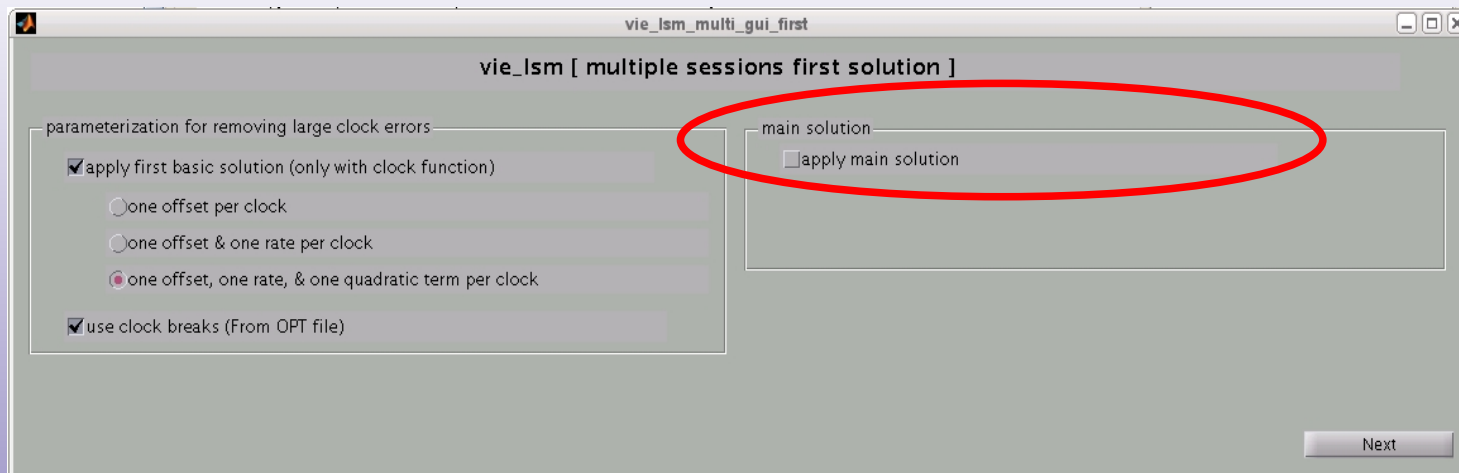 vie_lsm_multi_gui_first
vie_lsm [ multiple sessions first solution ]
parameterization for removing large clock errors
apply first basic solution (only with clock function)
one offset per clock
one offset & one rate per clock
one offset, one rate, & one quadratic term per clock
use clock breaks (From OPT file)
main solution
apply main solution
Next